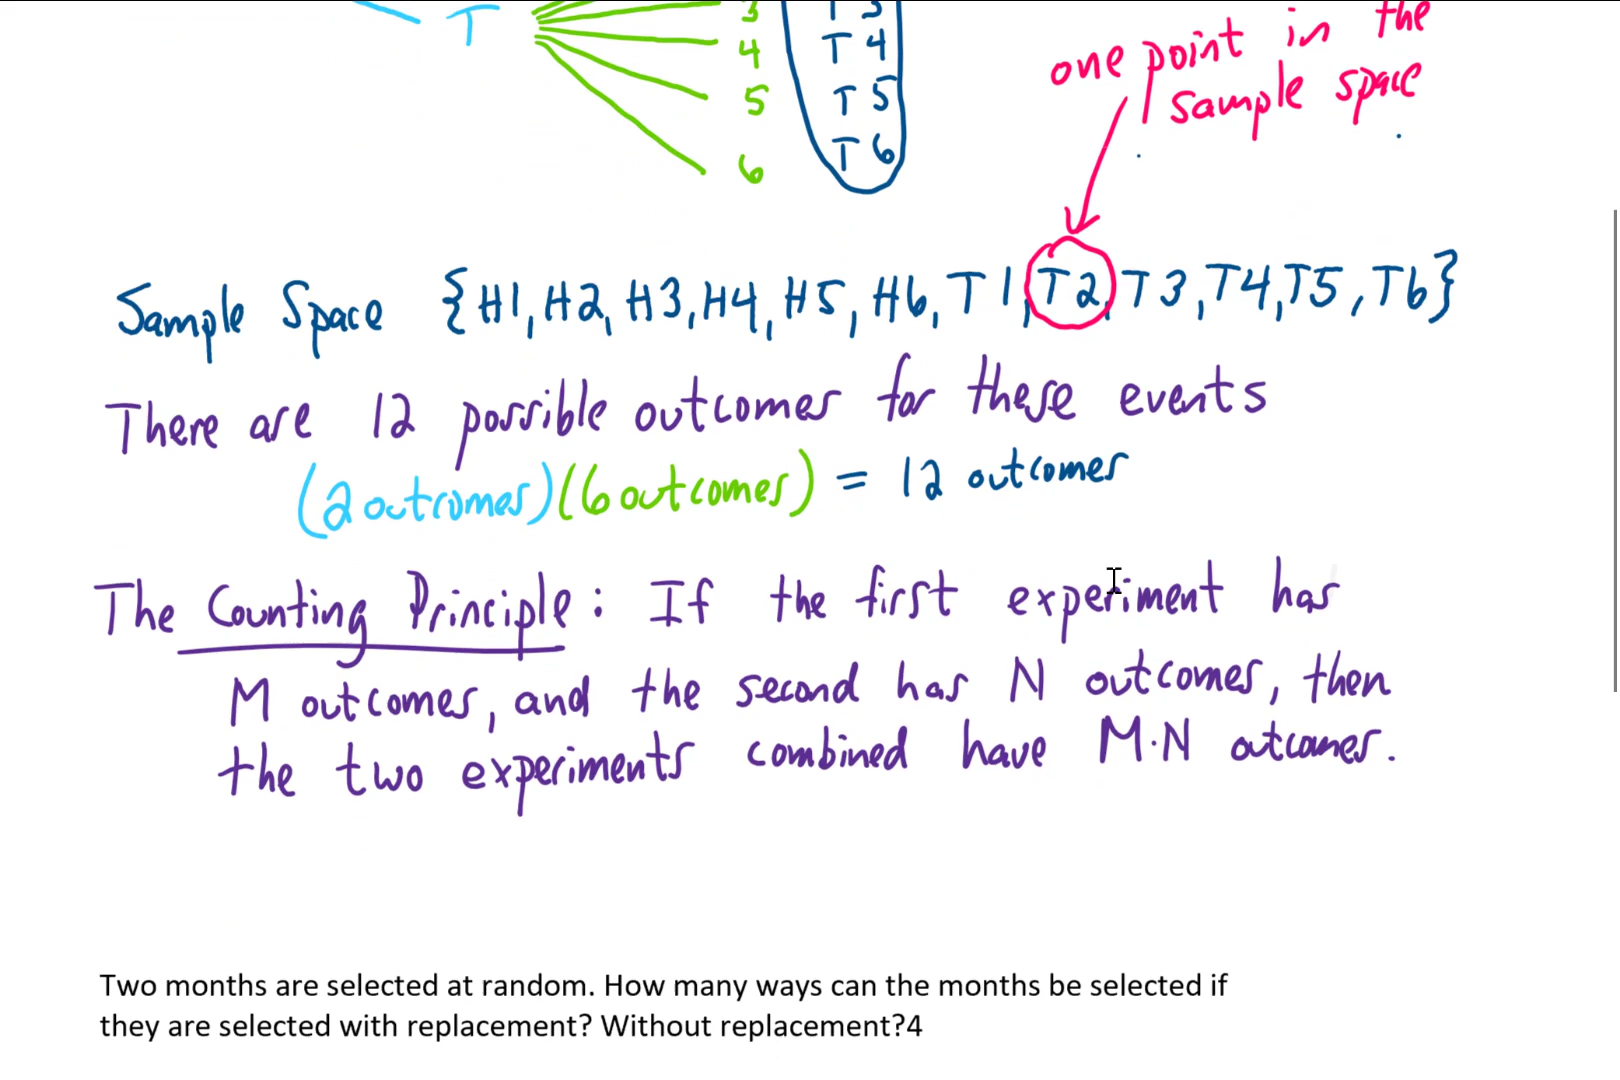 3 T 3
T 4 T 4
5 T 5
6 T 6
one point in the
sample space
Sample Space {H1, H2, H3, H4, H5, H6, T1, T2, T3, T4, T5, T6}
There are 12 possible outcomes for these events
(2 outcomes)(6 outcomes) = 12 outcomes
The Counting Principle: If the first experiment has
M outcomes, and the second has N outcomes, then
the two experiments combined have M·N outcomes.
Two months are selected at random. How many ways can the months be selected if
they are selected with replacement? Without replacement?4